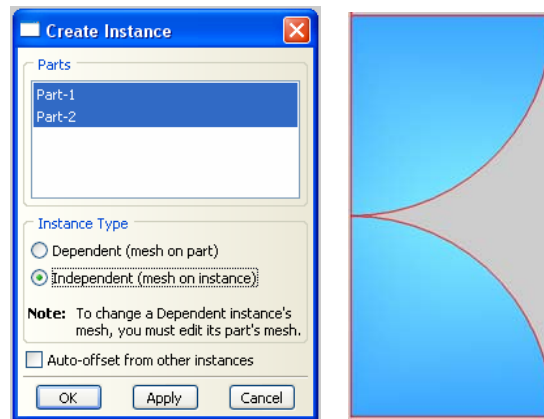 Create Instance
Parts
Part-1
Part-2
Instance Type
Dependent (mesh on part)
Independent (mesh on instance)
Note: To change a Dependent instance's
mesh, you must edit its part's mesh.
Auto-offset from other instances
OK Apply Cancel